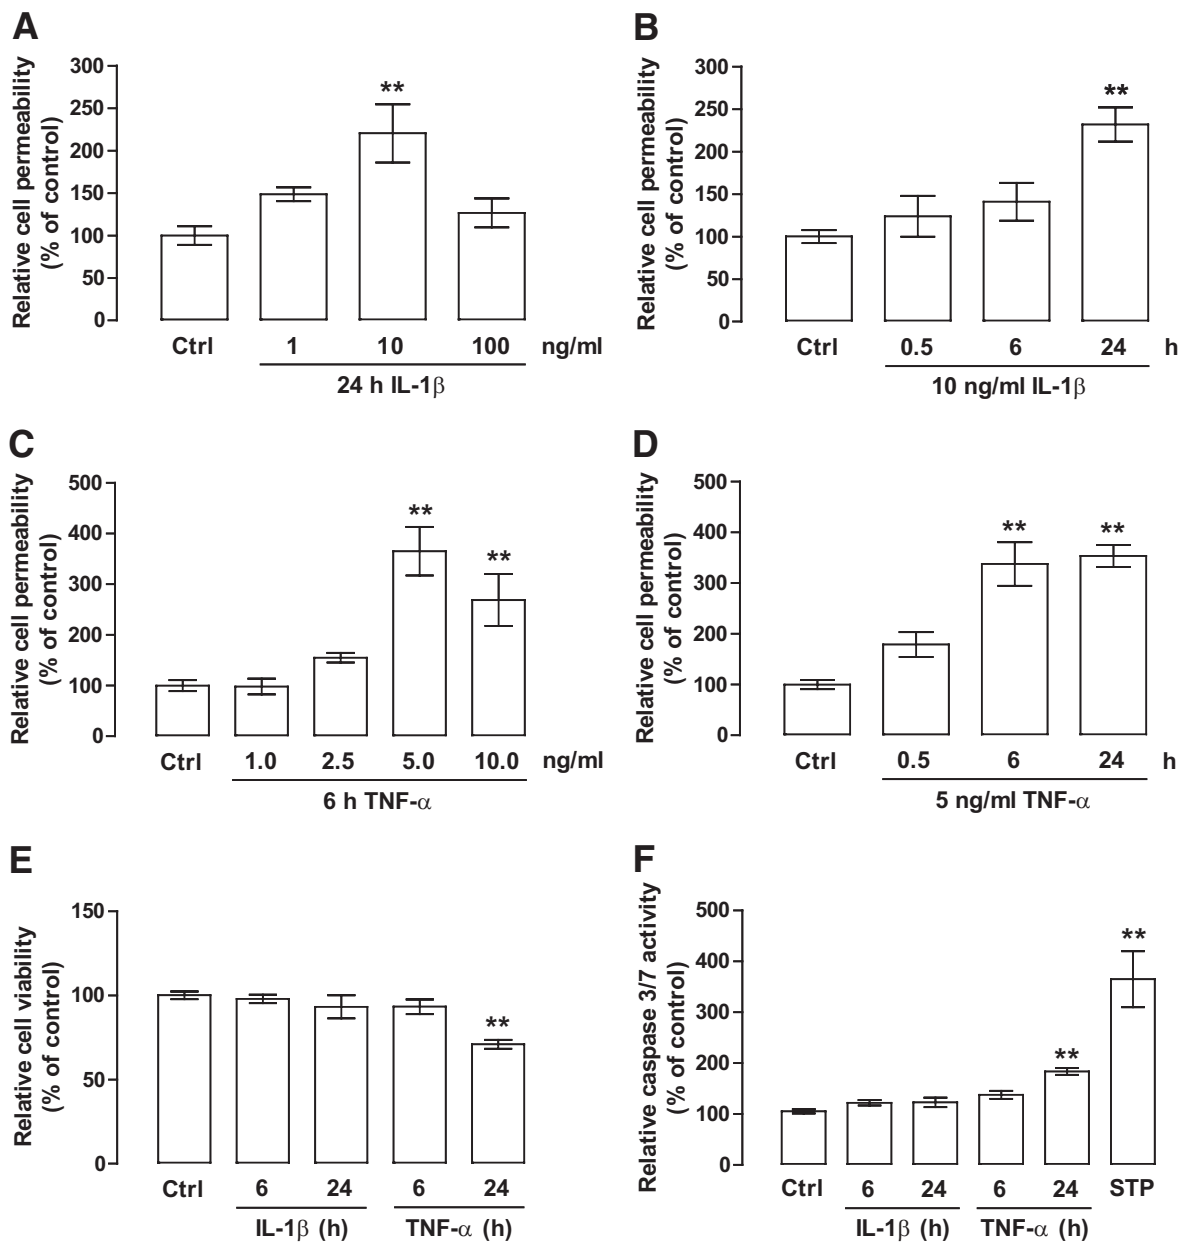 A
Relative cell permeability
(% of control)
300
250
200
150
100
50
0
**
Ctrl 1 10 100 ng/ml
24 h IL-1β
B
Relative cell permeability
(% of control)
300
250
200
150
100
50
0
**
Ctrl 0.5 6 24 h
10 ng/ml IL-1β
C
Relative cell permeability
(% of control)
500
400
300
200
100
0
**
**
Ctrl 1.0 2.5 5.0 10.0 ng/ml
6 h TNF-α
D
Relative cell permeability
(% of control)
500
400
300
200
100
0
** **
Ctrl 0.5 6 24 h
5 ng/ml TNF-α
E
Relative cell viability
(% of control)
150
100
50
0
**
Ctrl 6 24 6 24
IL-1β (h) TNF-α (h)
F
Relative caspase 3/7 activity
(% of control)
500
400
300
200
100
0
**
**
Ctrl 6 24 6 24 STP
IL-1β (h) TNF-α (h)